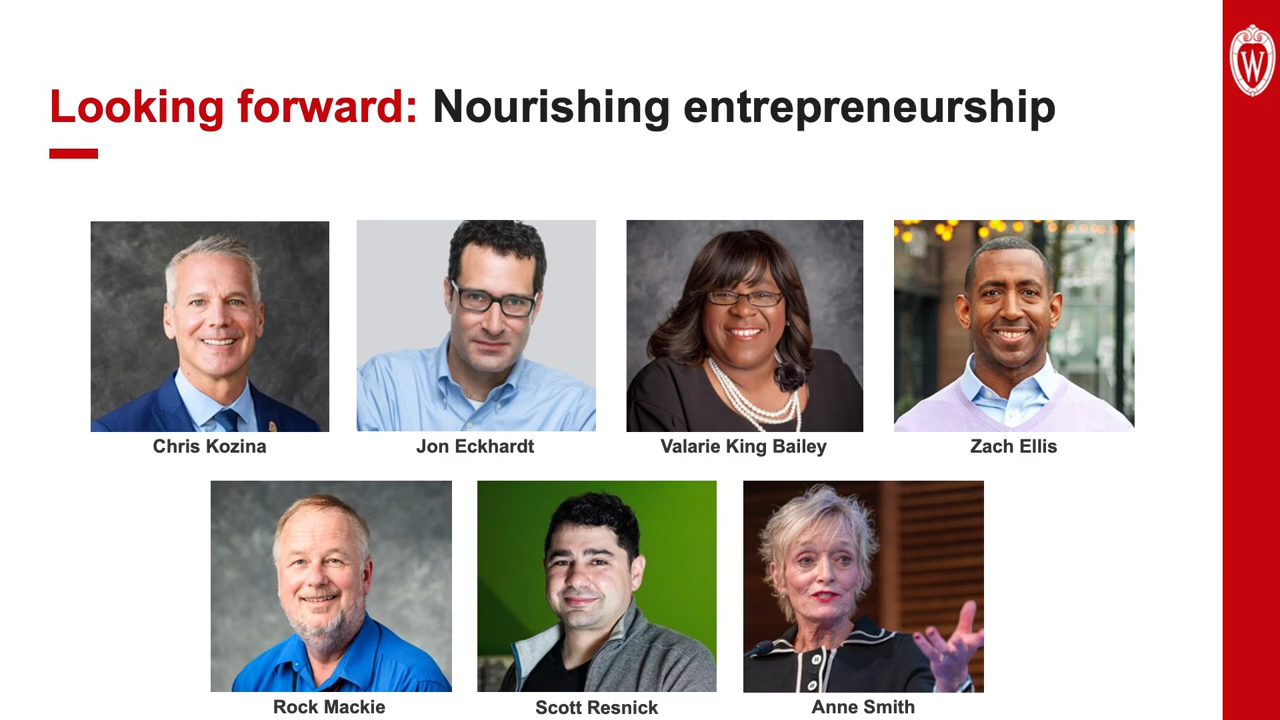 Looking forward: Nourishing entrepreneurship
W
Chris Kozina
Jon Eckhardt
Valarie King Bailey
Zach Ellis
Rock Mackie
Scott Resnick
Anne Smith